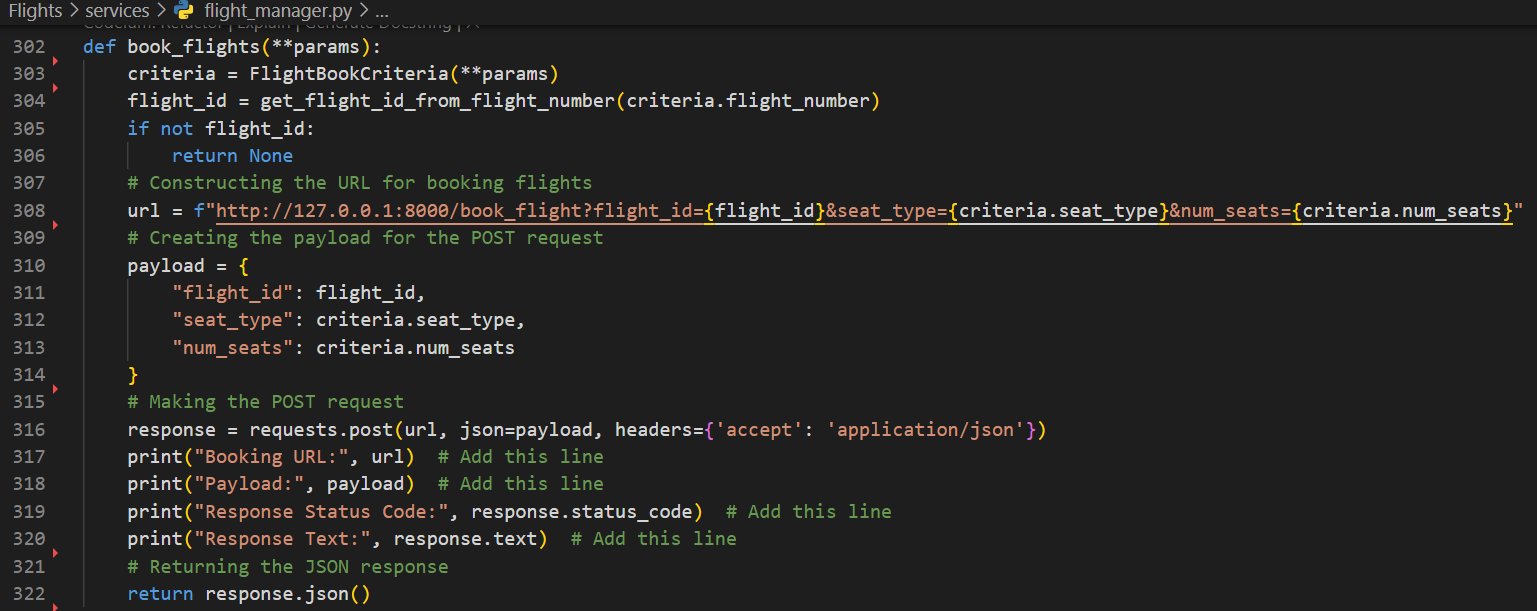 Flights > services > flight_manager.py > ...
Codeium: Refactor | Explain | Generate Docstring | X
302 def book_flights(**params):
303     criteria = FlightBookCriteria(**params)
304     flight_id = get_flight_id_from_flight_number(criteria.flight_number)
305     if not flight_id:
306         return None
307     # Constructing the URL for booking flights
308     url = f"http://127.0.0.1:8000/book_flight?flight_id={flight_id}&seat_type={criteria.seat_type}&num_seats={criteria.num_seats}"
309     # Creating the payload for the POST request
310     payload = {
311         "flight_id": flight_id,
312         "seat_type": criteria.seat_type,
313         "num_seats": criteria.num_seats
314     }
315     # Making the POST request
316     response = requests.post(url, json=payload, headers={'accept': 'application/json'})
317     print("Booking URL:", url)  # Add this line
318     print("Payload:", payload)  # Add this line
319     print("Response Status Code:", response.status_code)  # Add this line
320     print("Response Text:", response.text)  # Add this line
321     # Returning the JSON response
322     return response.json()